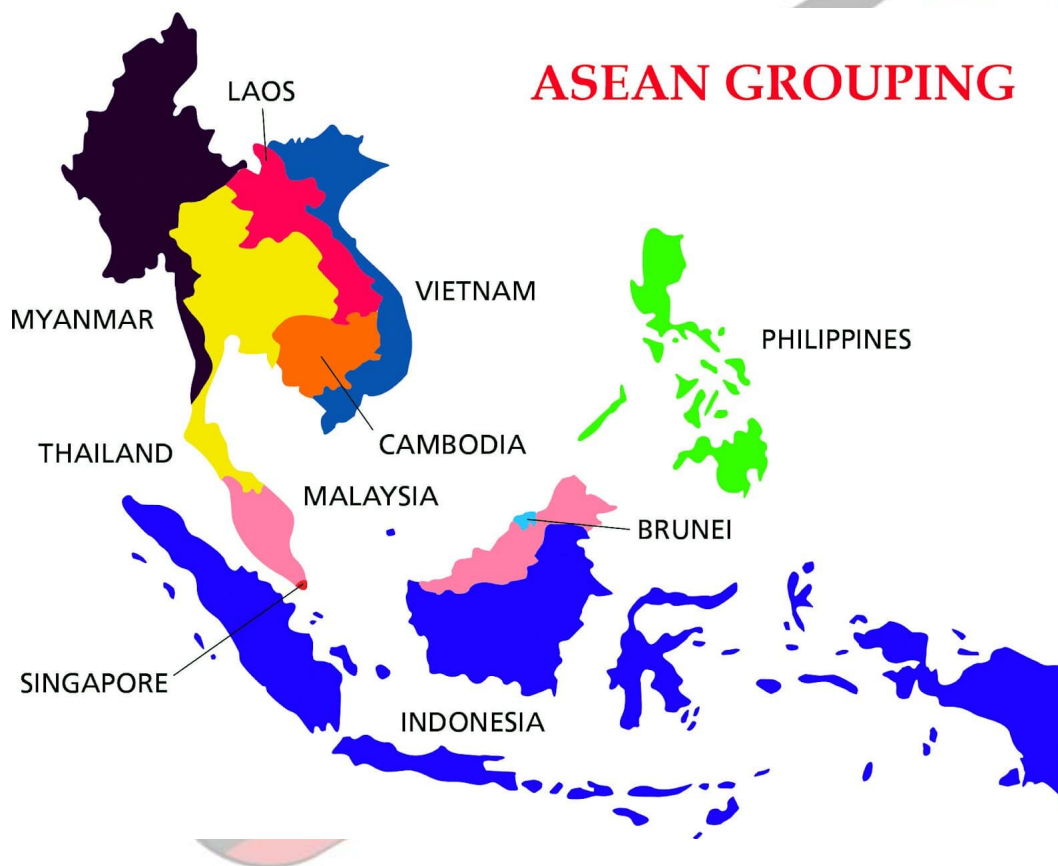 ASEAN GROUPING
LAOS
VIETNAM
MYANMAR
PHILIPPINES
THAILAND
CAMBODIA
MALAYSIA
BRUNEI
SINGAPORE
INDONESIA